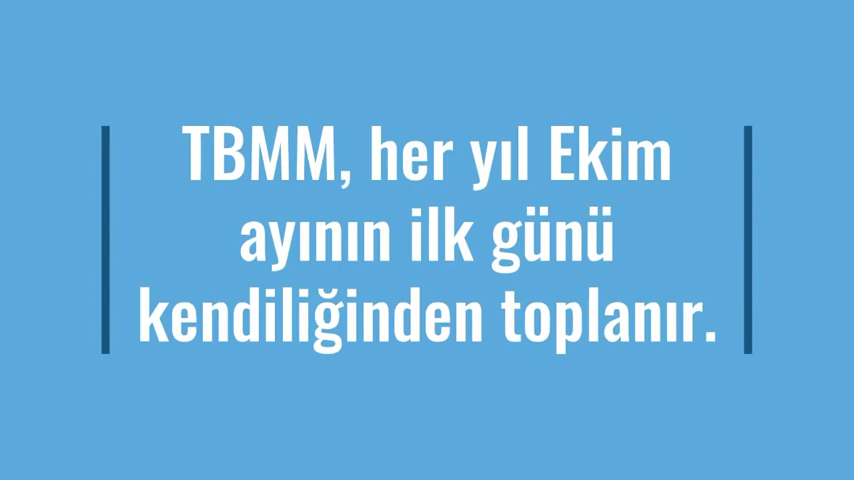 TBMM, her yıl Ekim
ayının ilk günü
kendiliğinden toplanır.